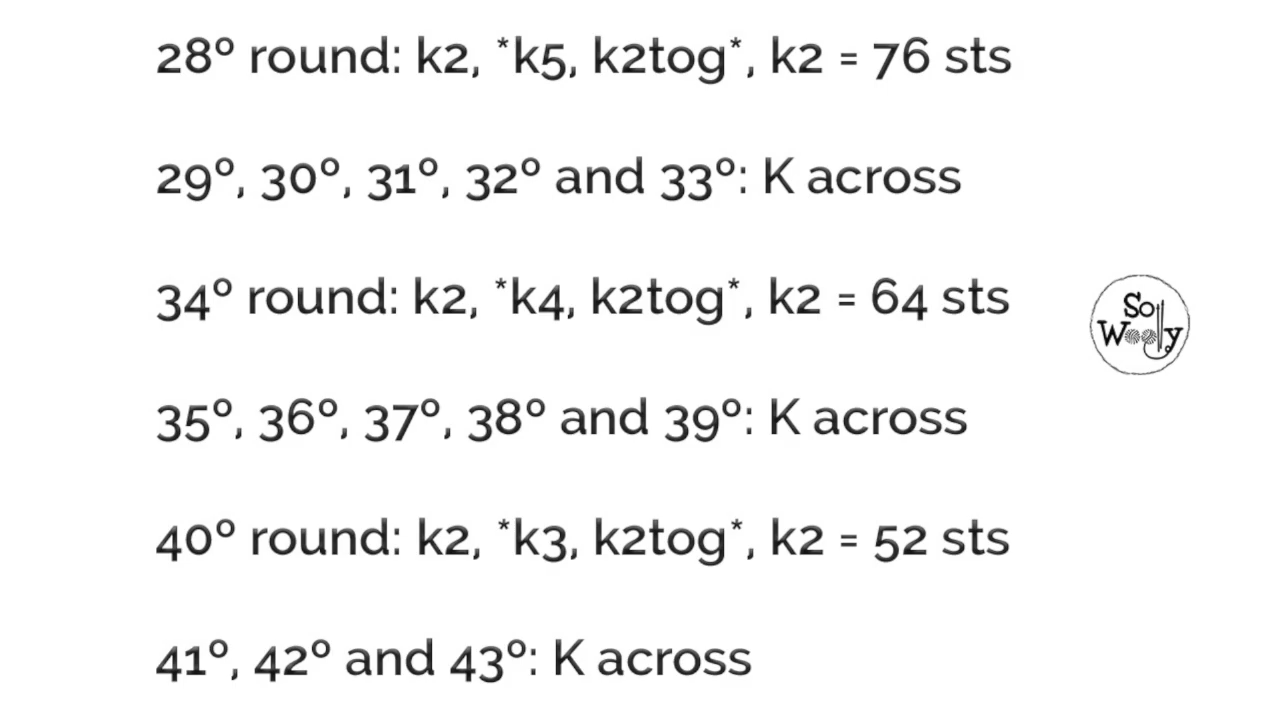 28º round: k2, *k5, k2tog*, k2 = 76 sts
29º, 30º, 31º, 32º and 33º: K across
34º round: k2, *k4, k2tog*, k2 = 64 sts
So
Woolly
35º, 36º, 37º, 38º and 39º: K across
40º round: k2, *k3, k2tog*, k2 = 52 sts
41º, 42º and 43º: K across